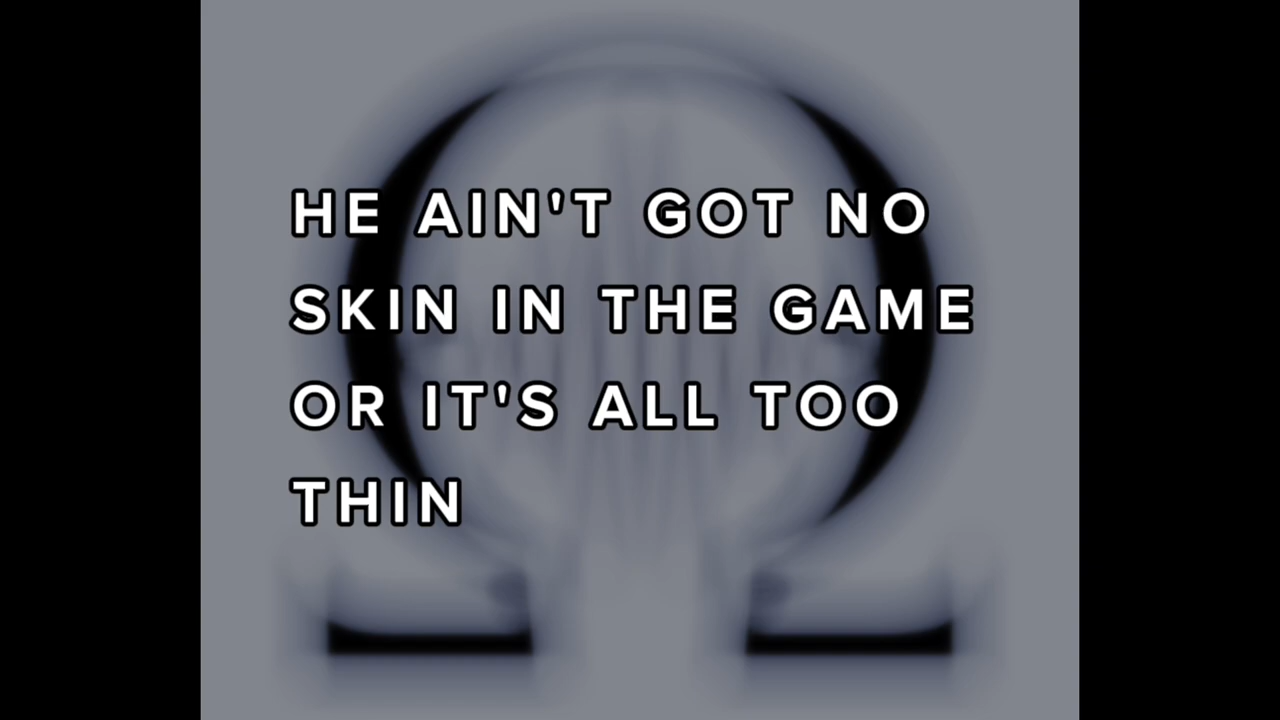 HE AIN'T GOT NO
SKIN IN THE GAME
OR IT'S ALL TOO
THIN